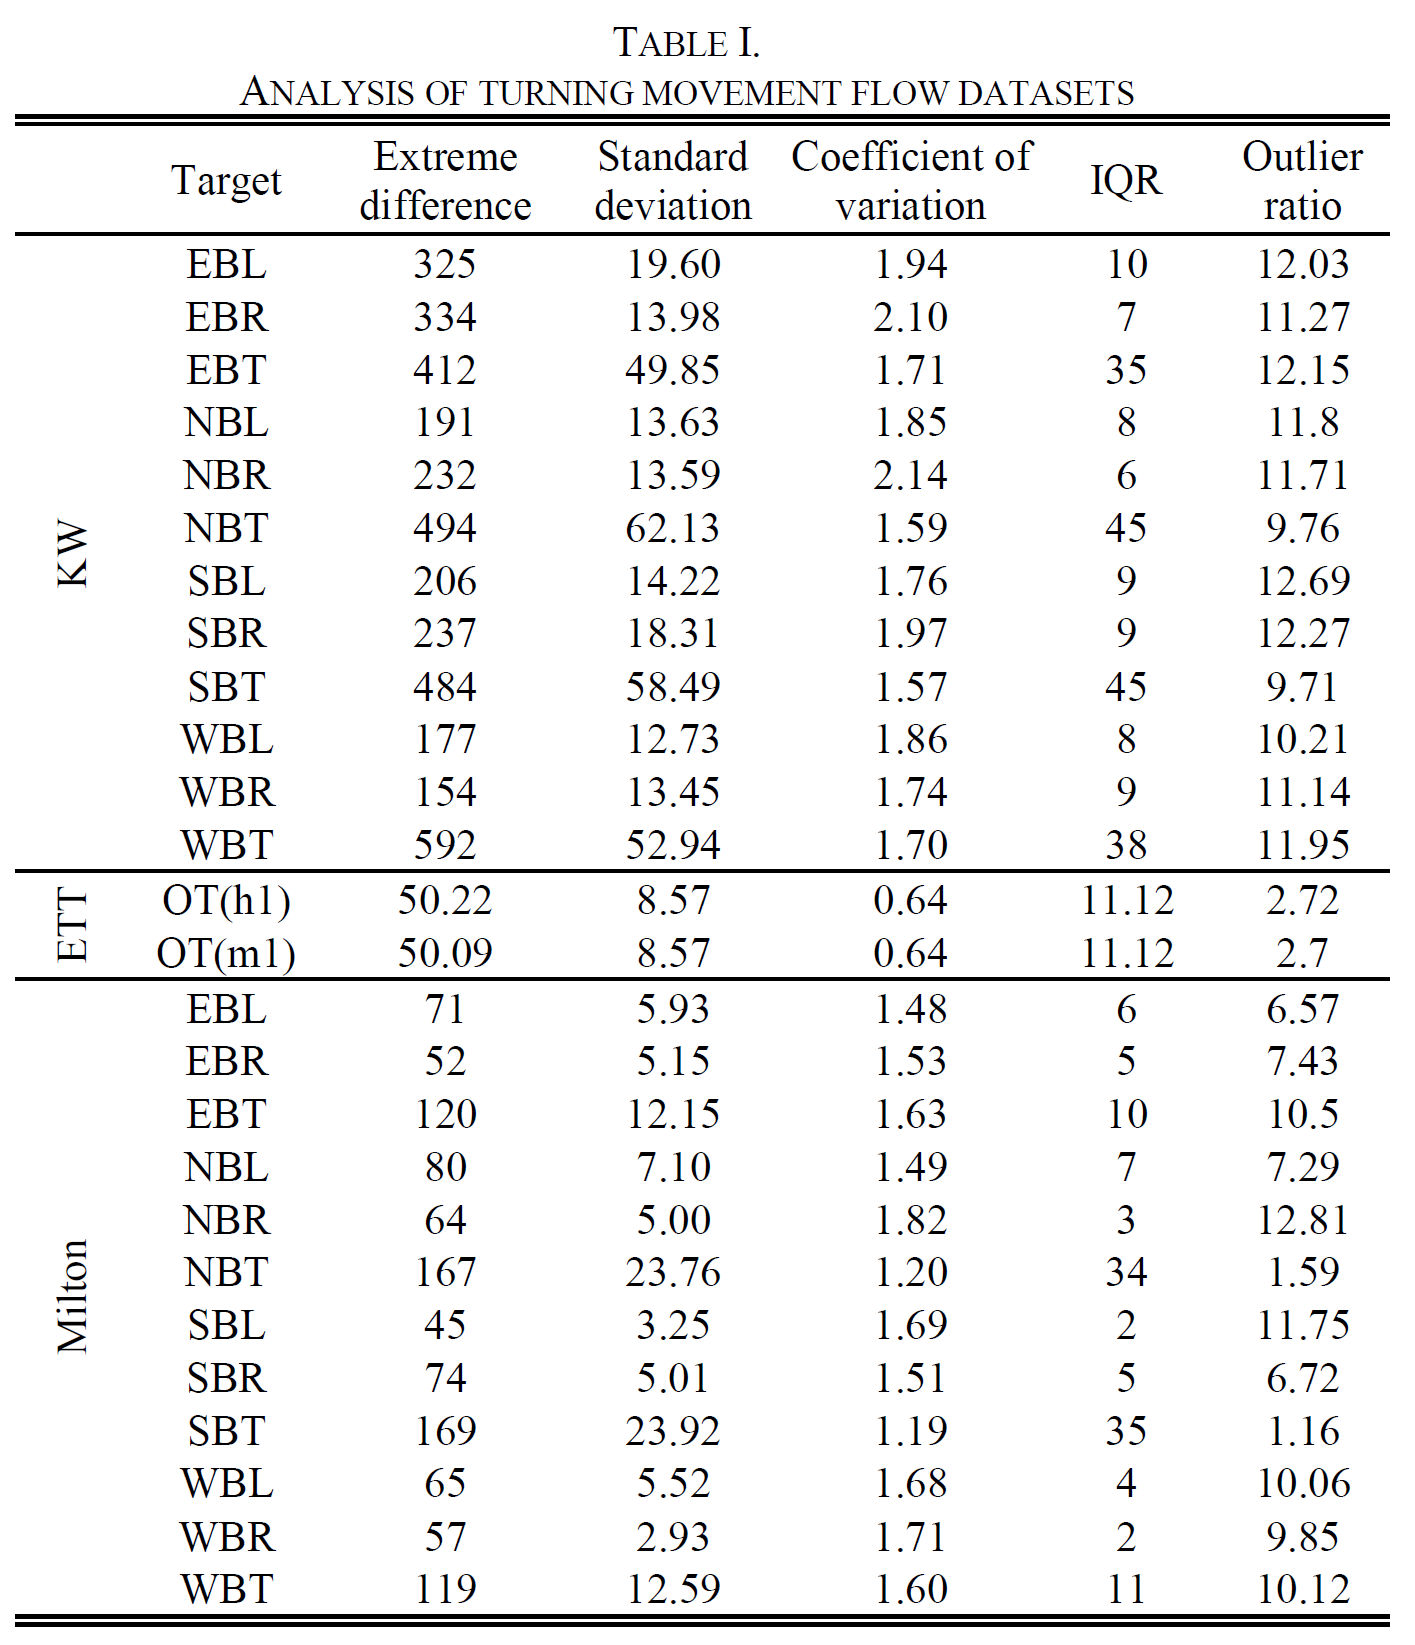 TABLE I.
ANALYSIS OF TURNING MOVEMENT FLOW DATASETS
Target Extreme difference Standard deviation Coefficient of variation IQR Outlier ratio
KW
EBL 325 19.60 1.94 10 12.03
EBR 334 13.98 2.10 7 11.27
EBT 412 49.85 1.71 35 12.15
NBL 191 13.63 1.85 8 11.8
NBR 232 13.59 2.14 6 11.71
NBT 494 62.13 1.59 45 9.76
SBL 206 14.22 1.76 9 12.69
SBR 237 18.31 1.97 9 12.27
SBT 484 58.49 1.57 45 9.71
WBL 177 12.73 1.86 8 10.21
WBR 154 13.45 1.74 9 11.14
WBT 592 52.94 1.70 38 11.95
ETT
OT(h1) 50.22 8.57 0.64 11.12 2.72
OT(m1) 50.09 8.57 0.64 11.12 2.7
Milton
EBL 71 5.93 1.48 6 6.57
EBR 52 5.15 1.53 5 7.43
EBT 120 12.15 1.63 10 10.5
NBL 80 7.10 1.49 7 7.29
NBR 64 5.00 1.82 3 12.81
NBT 167 23.76 1.20 34 1.59
SBL 45 3.25 1.69 2 11.75
SBR 74 5.01 1.51 5 6.72
SBT 169 23.92 1.19 35 1.16
WBL 65 5.52 1.68 4 10.06
WBR 57 2.93 1.71 2 9.85
WBT 119 12.59 1.60 11 10.12